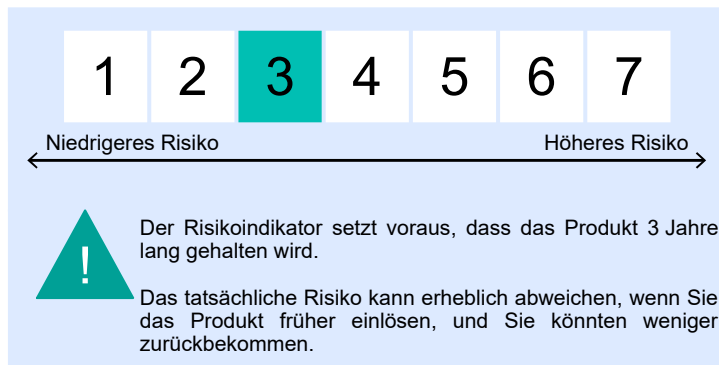 1 2 3 4 5 6 7
Niedrigeres Risiko Höheres Risiko
!
Der Risikoindikator setzt voraus, dass das Produkt 3 Jahre
lang gehalten wird.
Das tatsächliche Risiko kann erheblich abweichen, wenn Sie
das Produkt früher einlösen, und Sie könnten weniger
zurückbekommen.